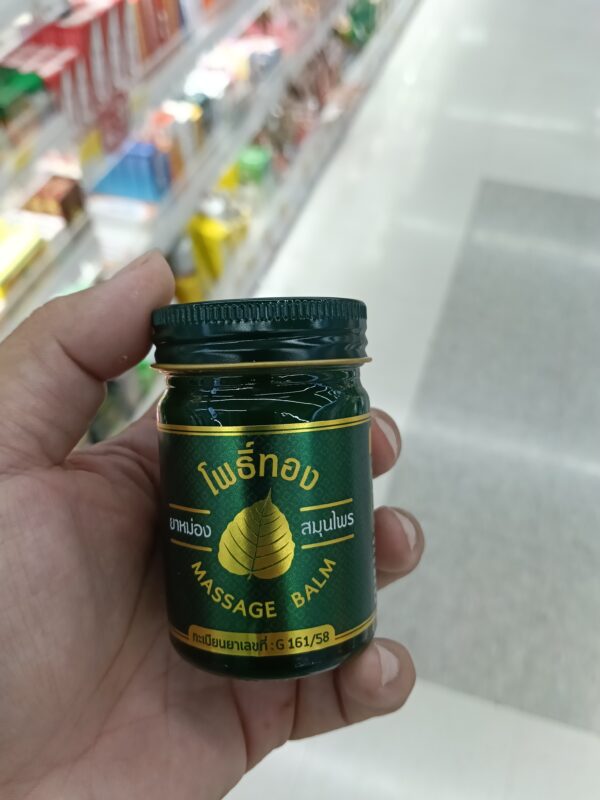 โพธิ์ทอง
ยาหม่อง สมุนไพร
MASSAGE BALM
ทะเบียนยาเลขที่ : G 161/58